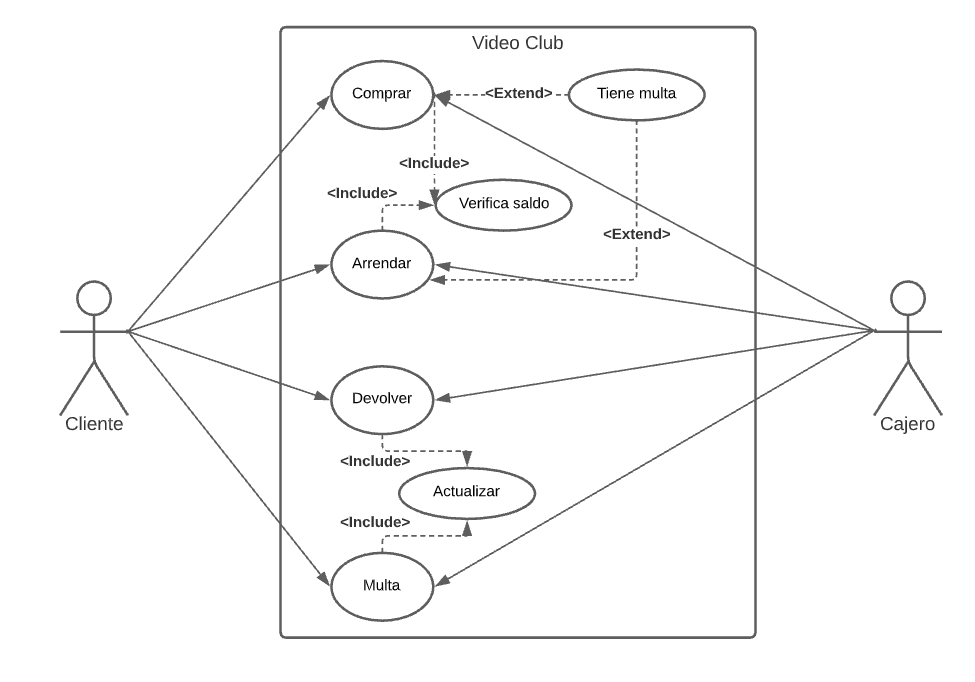 Video Club
Comprar
<Extend>
Tiene multa
<Include>
<Include>
Verifica saldo
<Extend>
Arrendar
Cliente
Cajero
Devolver
<Include>
Actualizar
<Include>
Multa